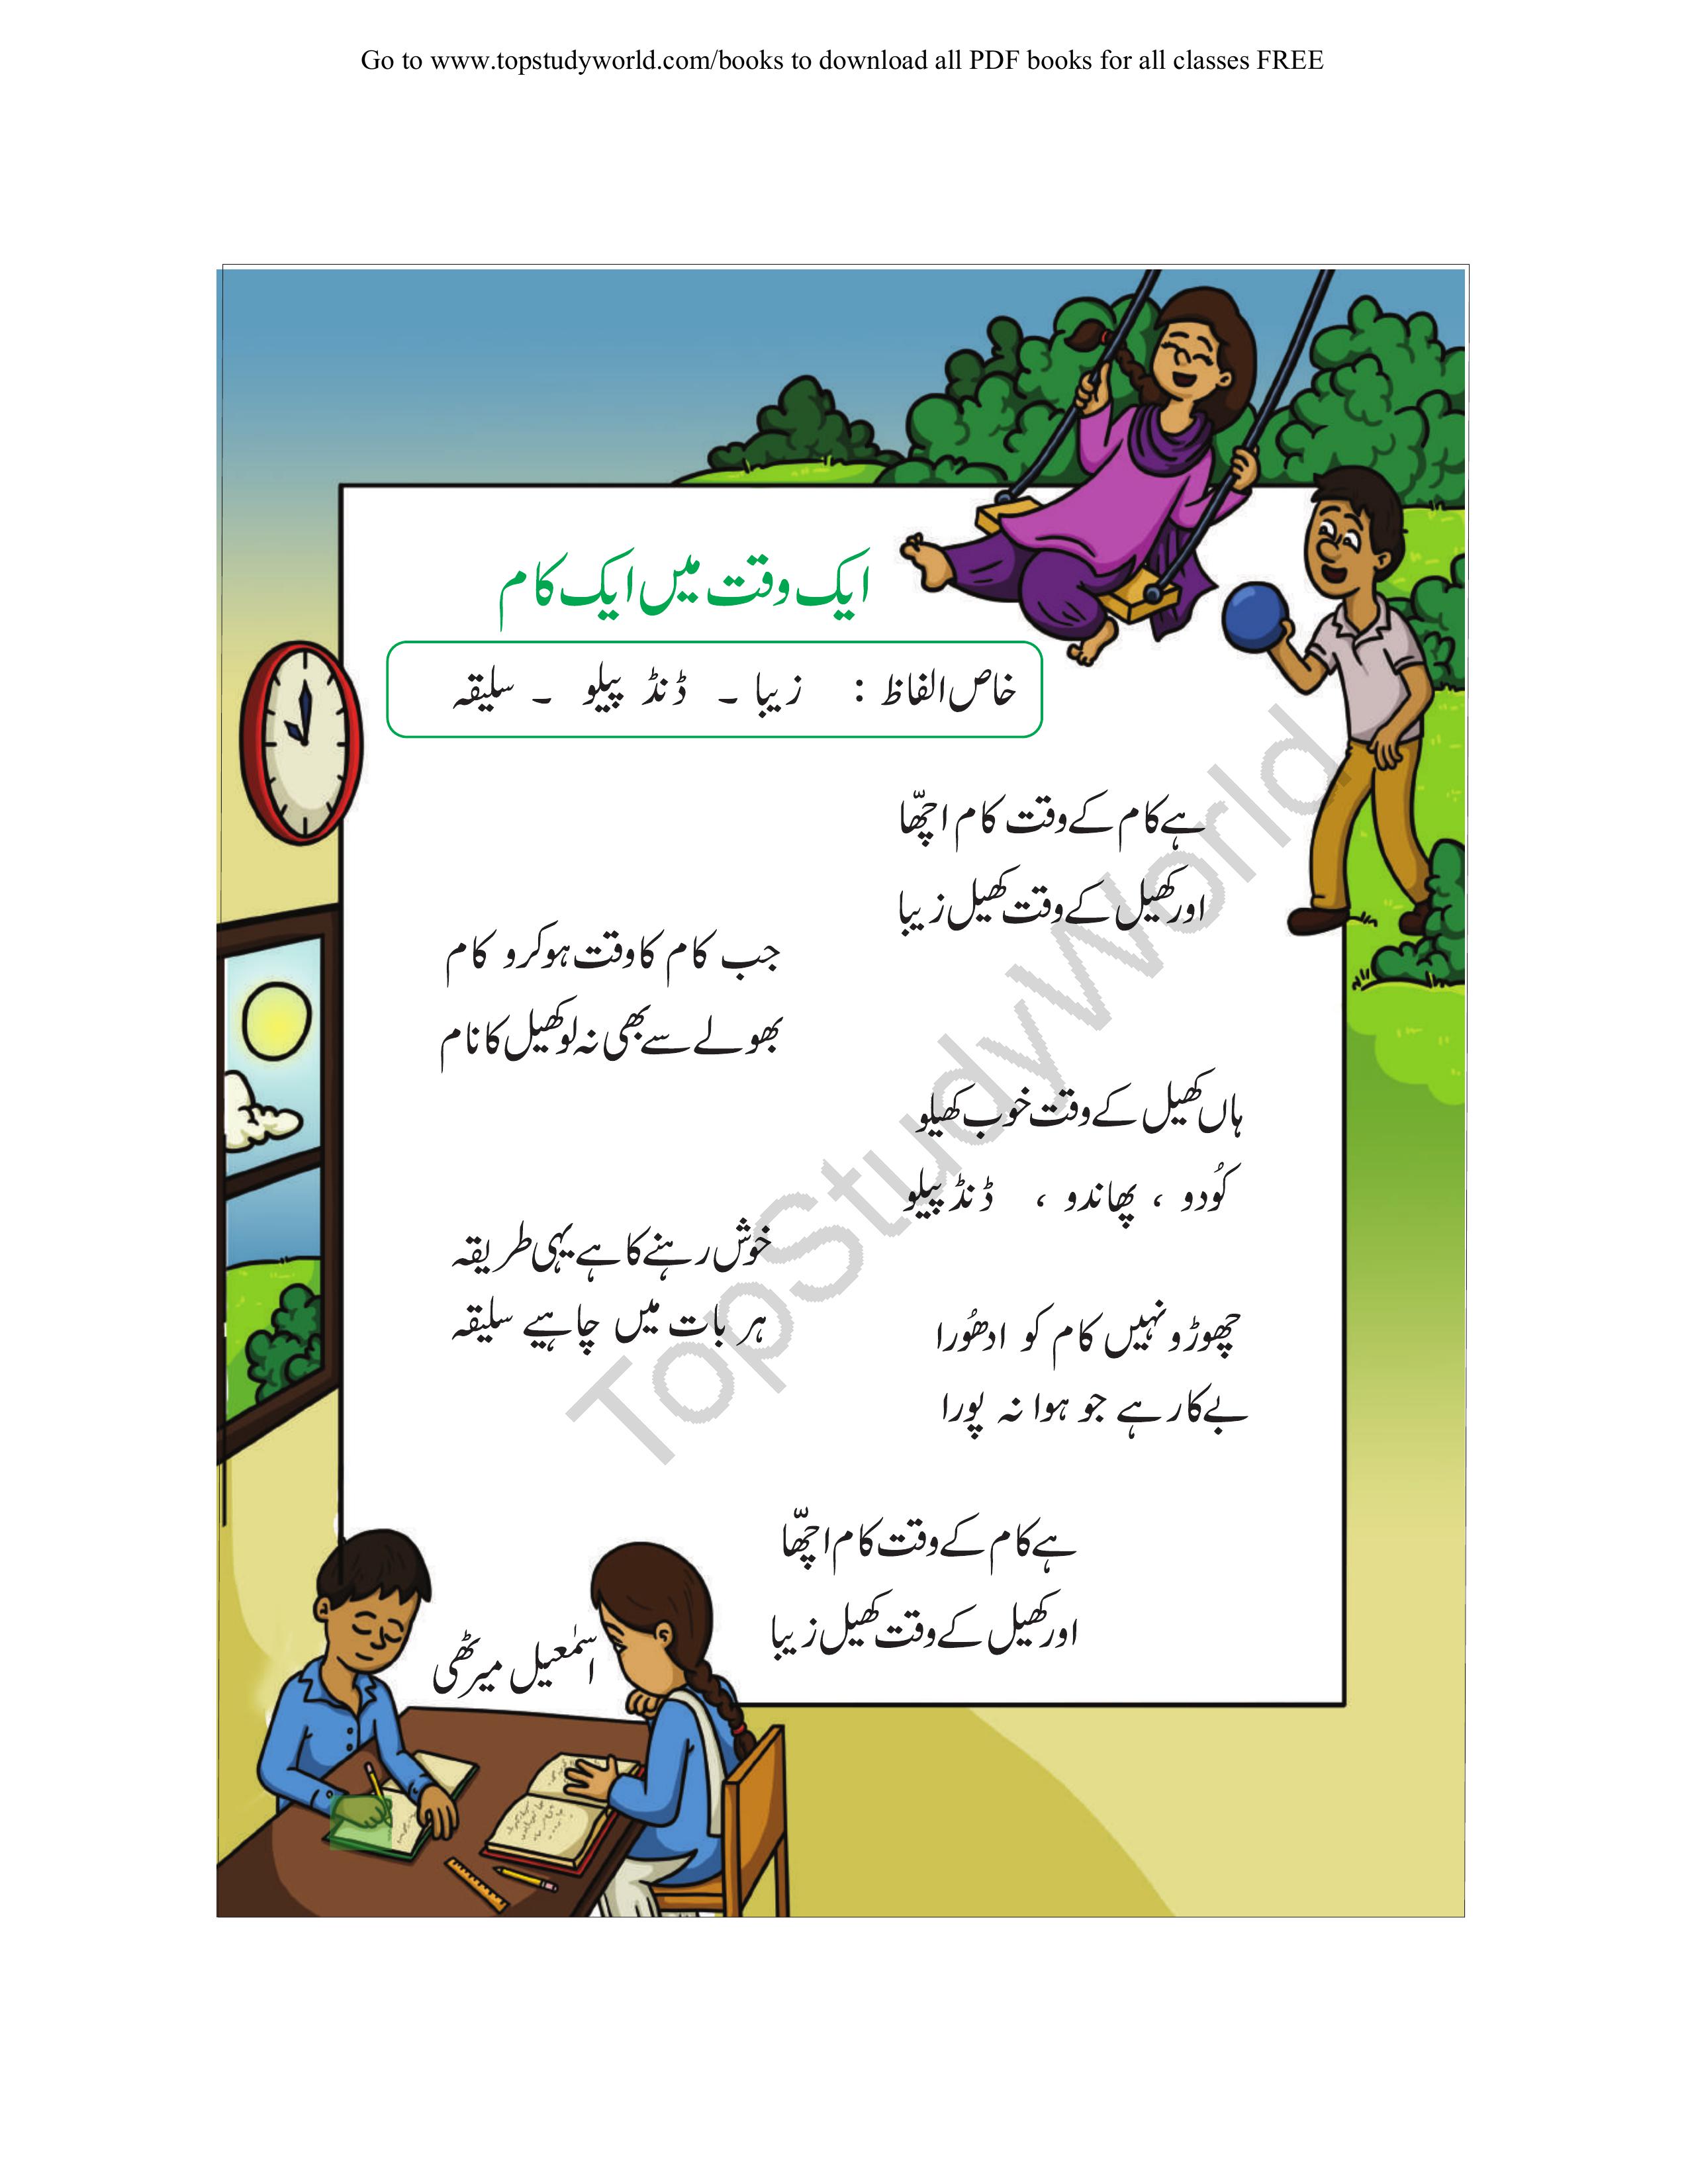 Go to www.topstudyworld.com/books to download all PDF books for all classes FREE
ایک وقت میں ایک کام
خاص الفاظ : زیبا ۔ ڈنڈ پیلو ۔ سلیقہ
ہے کام کے وقت کام اچھّا
اور کھیل کے وقت کھیل زیبا
جب کام کا وقت ہو کرو کام
بھولے سے بھی نہ لو کھیل کا نام
ہاں کھیل کے وقت خوب کھیلو
کُودو ، پھاندو ، ڈنڈ پیلو
خوش رہنے کا ہے یہی طریقہ
ہر بات میں چاہیے سلیقہ
چھوڑو نہیں کام کو ادھُورا
بے کار ہے جو ہوا نہ پورا
ہے کام کے وقت کام اچھّا
اور کھیل کے وقت کھیل زیبا
اسمٰعیل میرٹھی
TopStudyWorld